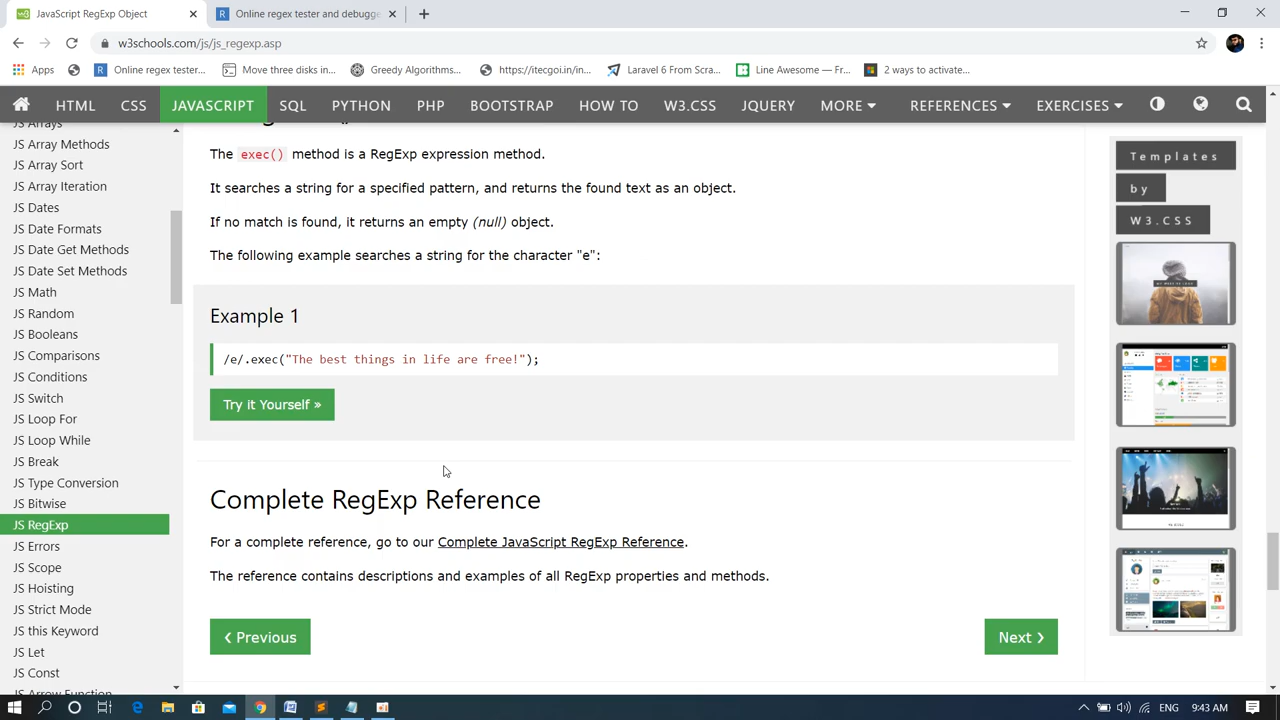 JavaScript RegExp Object
Online regex tester and debugge
w3schools.com/js/js_regexp.asp
Apps
Online regex tester...
Move three disks in...
Greedy Algorithms...
https://itecgoi.in/in...
Laravel 6 From Scra...
Line Awesome — Fr...
2 ways to activate...
HTML
CSS
JAVASCRIPT
SQL
PYTHON
PHP
BOOTSTRAP
HOW TO
W3.CSS
JQUERY
MORE
REFERENCES
EXERCISES
JS Arrays
JS Array Methods
JS Array Sort
JS Array Iteration
JS Dates
JS Date Formats
JS Date Get Methods
JS Date Set Methods
JS Math
JS Random
JS Booleans
JS Comparisons
JS Conditions
JS Switch
JS Loop For
JS Loop While
JS Break
JS Type Conversion
JS Bitwise
JS RegExp
JS Errors
JS Scope
JS Hoisting
JS Strict Mode
JS this Keyword
JS Let
JS Const
JS Arrow Function
The exec() method is a RegExp expression method.
It searches a string for a specified pattern, and returns the found text as an object.
If no match is found, it returns an empty (null) object.
The following example searches a string for the character "e":
Example 1
/e/.exec("The best things in life are free!");
Try it Yourself »
Complete RegExp Reference
For a complete reference, go to our Complete JavaScript RegExp Reference.
The reference contains descriptions and examples of all RegExp properties and methods.
❮ Previous
Next ❯
Templates
by
W3.CSS
ENG
9:43 AM